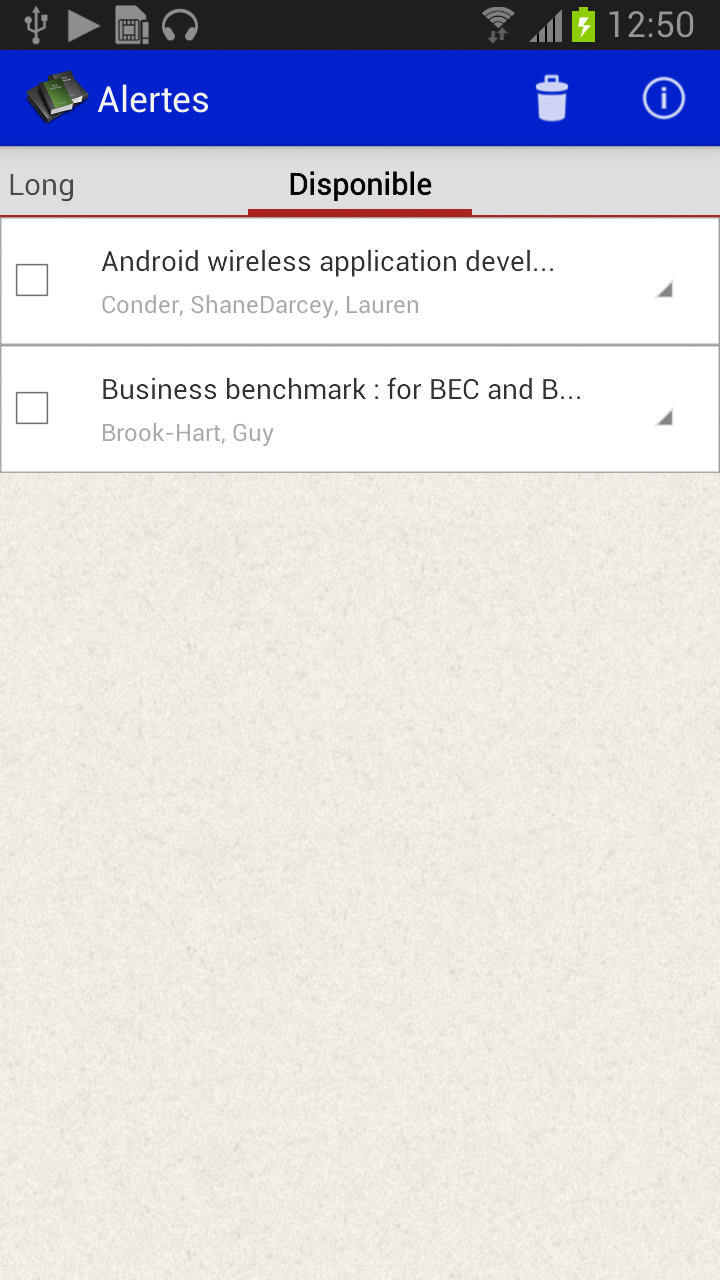 12:50
Alertes
Long
Disponible
Android wireless application devel...
Conder, ShaneDarcey, Lauren
Business benchmark : for BEC and B...
Brook-Hart, Guy